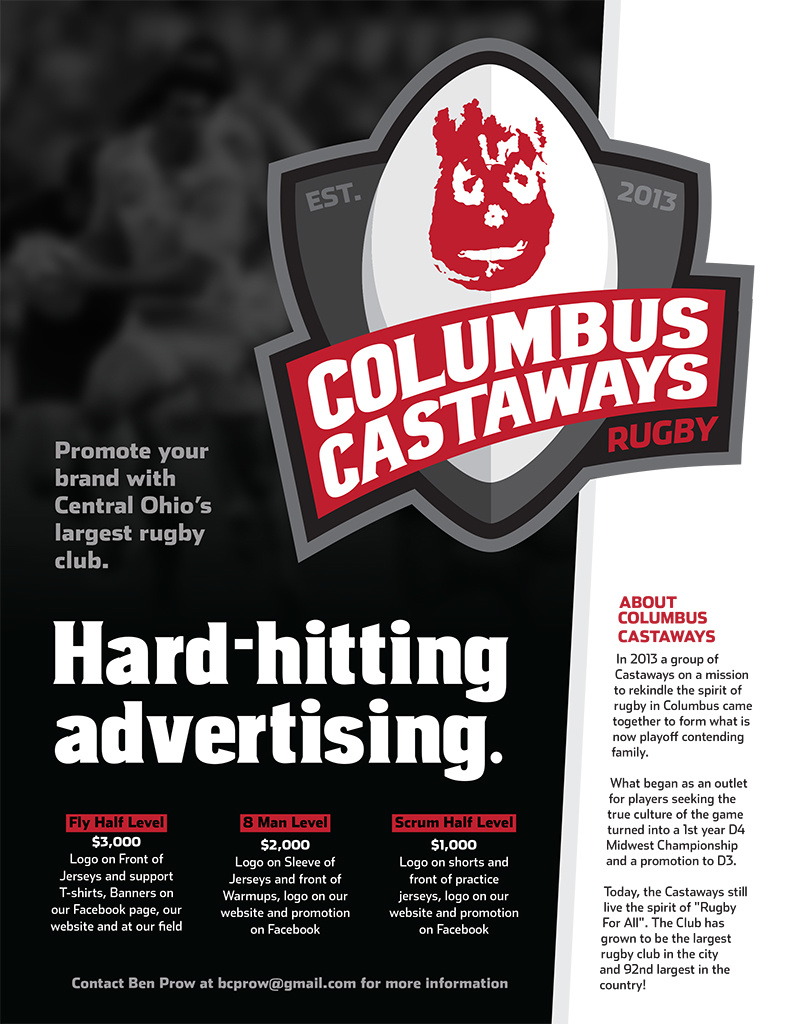 EST. 2013
COLUMBUS
CASTAWAYS
RUGBY
Promote your
brand with
Central Ohio’s
largest rugby
club.
Hard-hitting
advertising.
Fly Half Level
$3,000
Logo on Front of
Jerseys and support
T-shirts, Banners on
our Facebook page, our
website and at our field
8 Man Level
$2,000
Logo on Sleeve of
Jerseys and front of
Warmups, logo on our
website and promotion
on Facebook
Scrum Half Level
$1,000
Logo on shorts and
front of practice
jerseys, logo on our
website and promotion
on Facebook
Contact Ben Prow at bcprow@gmail.com for more information
ABOUT
COLUMBUS
CASTAWAYS
In 2013 a group of
Castaways on a mission
to rekindle the spirit of
rugby in Columbus came
together to form what is
now playoff contending
family.
What began as an outlet
for players seeking the
true culture of the game
turned into a 1st year D4
Midwest Championship
and a promotion to D3.
Today, the Castaways still
live the spirit of "Rugby
For All". The Club has
grown to be the largest
rugby club in the city
and 92nd largest in the
country!